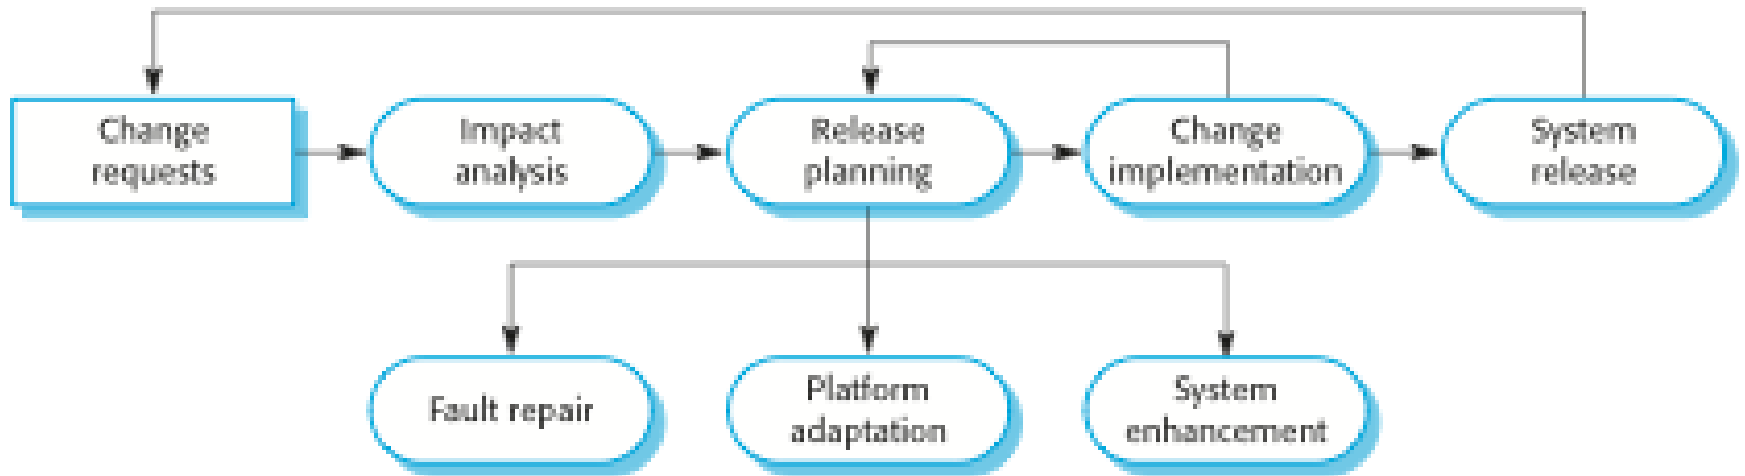 Change
requests
Impact
analysis
Release
planning
Change
implementation
System
release
Fault repair
Platform
adaptation
System
enhancement